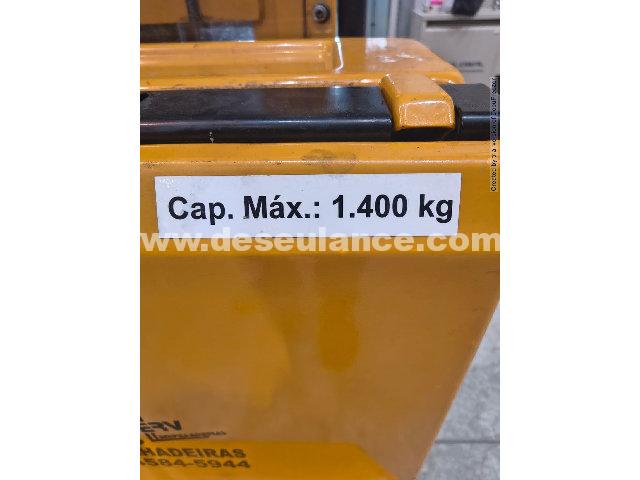 Cap. Máx.: 1.400 kg
www.deseulance.com
HADEIRAS
584-5944